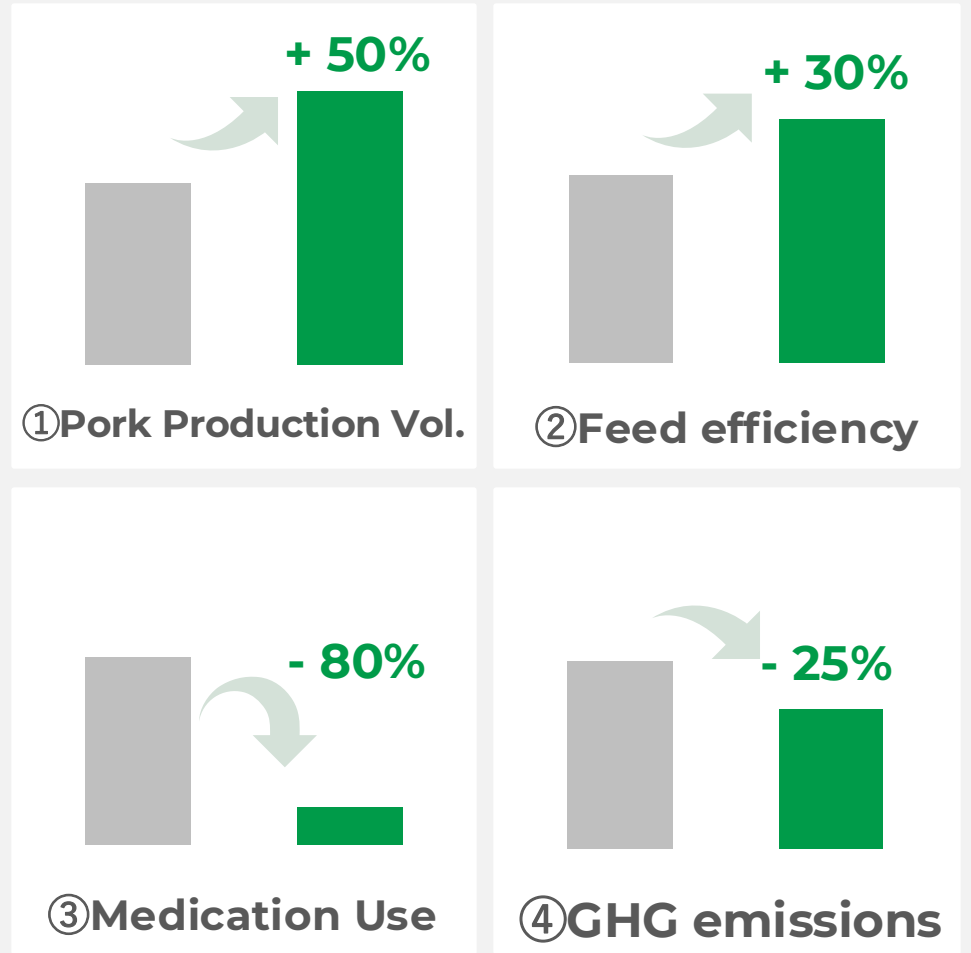 + 50%
①Pork Production Vol.
+ 30%
②Feed efficiency
- 80%
③Medication Use
- 25%
④GHG emissions